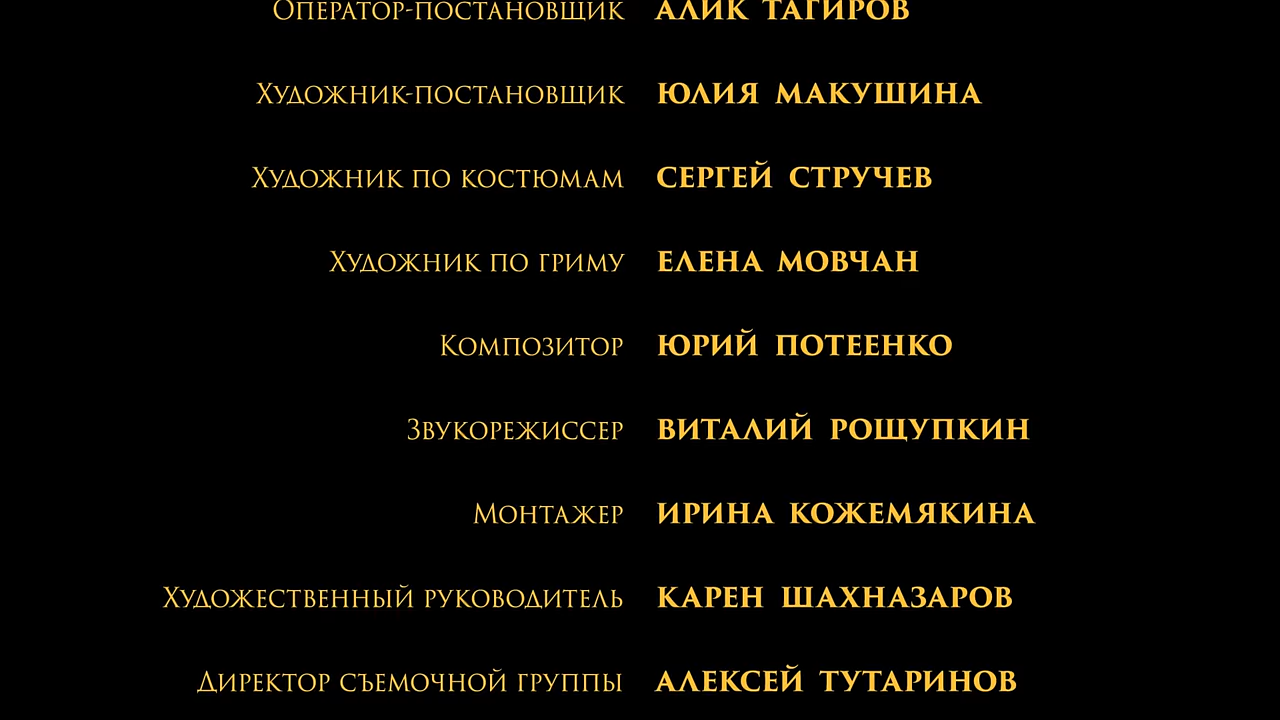 Оператор-постановщик АЛИК ТАГИРОВ
Художник-постановщик ЮЛИЯ МАКУШИНА
Художник по костюмам СЕРГЕЙ СТРУЧЕВ
Художник по гриму ЕЛЕНА МОВЧАН
Композитор ЮРИЙ ПОТЕЕНКО
Звукорежиссер ВИТАЛИЙ РОЩУПКИН
Монтажер ИРИНА КОЖЕМЯКИНА
Художественный руководитель КАРЕН ШАХНАЗАРОВ
Директор съемочной группы АЛЕКСЕЙ ТУТАРИНОВ